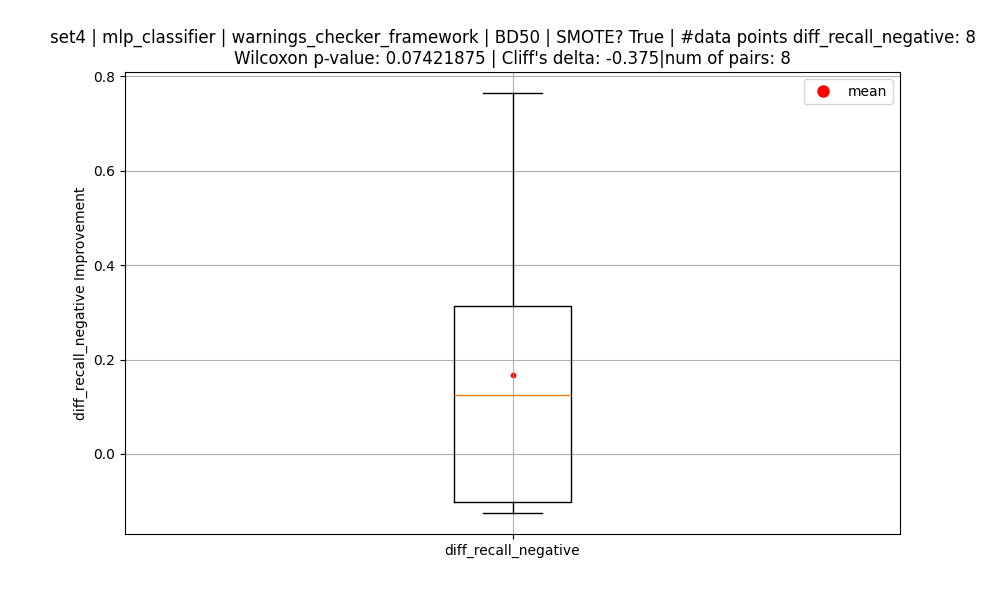 set4 | mlp_classifier | warnings_checker_framework | BD50 | SMOTE? True | #data points diff_recall_negative: 8
Wilcoxon p-value: 0.07421875 | Cliff's delta: -0.375|num of pairs: 8
mean
0.8
0.6
0.4
0.2
0.0
diff_recall_negative Improvement
diff_recall_negative